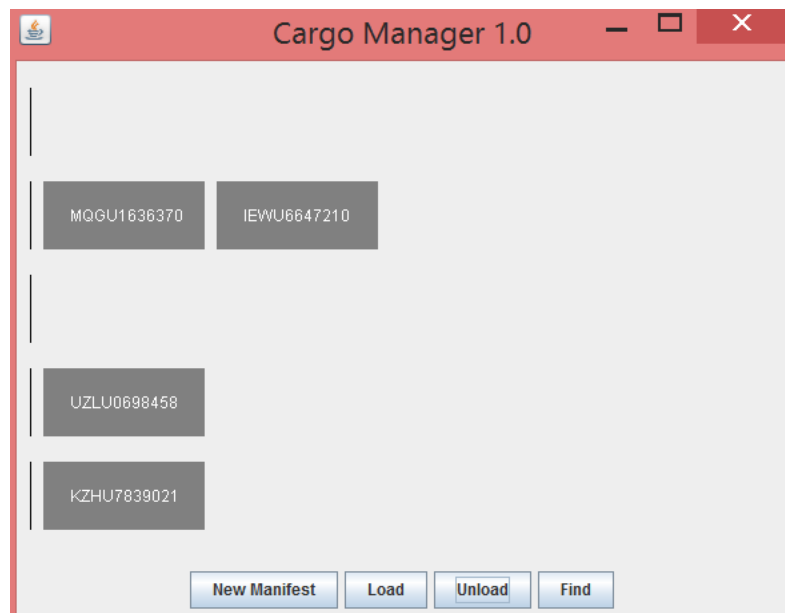 Cargo Manager 1.0
MQGU1636370 IEWU6647210
UZLU0698458
KZHU7839021
New Manifest Load Unload Find